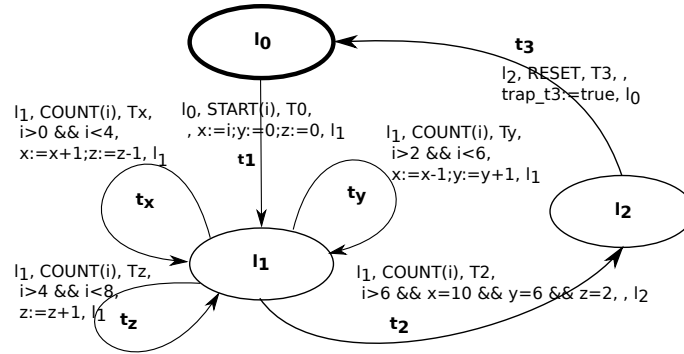 l0
t3
l2, RESET, T3, ,
trap_t3:=true, l0
l1, COUNT(i), Tx,
i>0 && i<4,
x:=x+1;z:=z-1, l1
l0, START(i), T0,
, x:=i;y:=0;z:=0, l1
t1
l1, COUNT(i), Ty,
i>2 && i<6,
x:=x-1;y:=y+1, l1
tx
ty
l2
l1
l1, COUNT(i), Tz,
i>4 && i<8,
z:=z+1, l1
tz
l1, COUNT(i), T2,
i>6 && x=10 && y=6 && z=2, , l2
t2